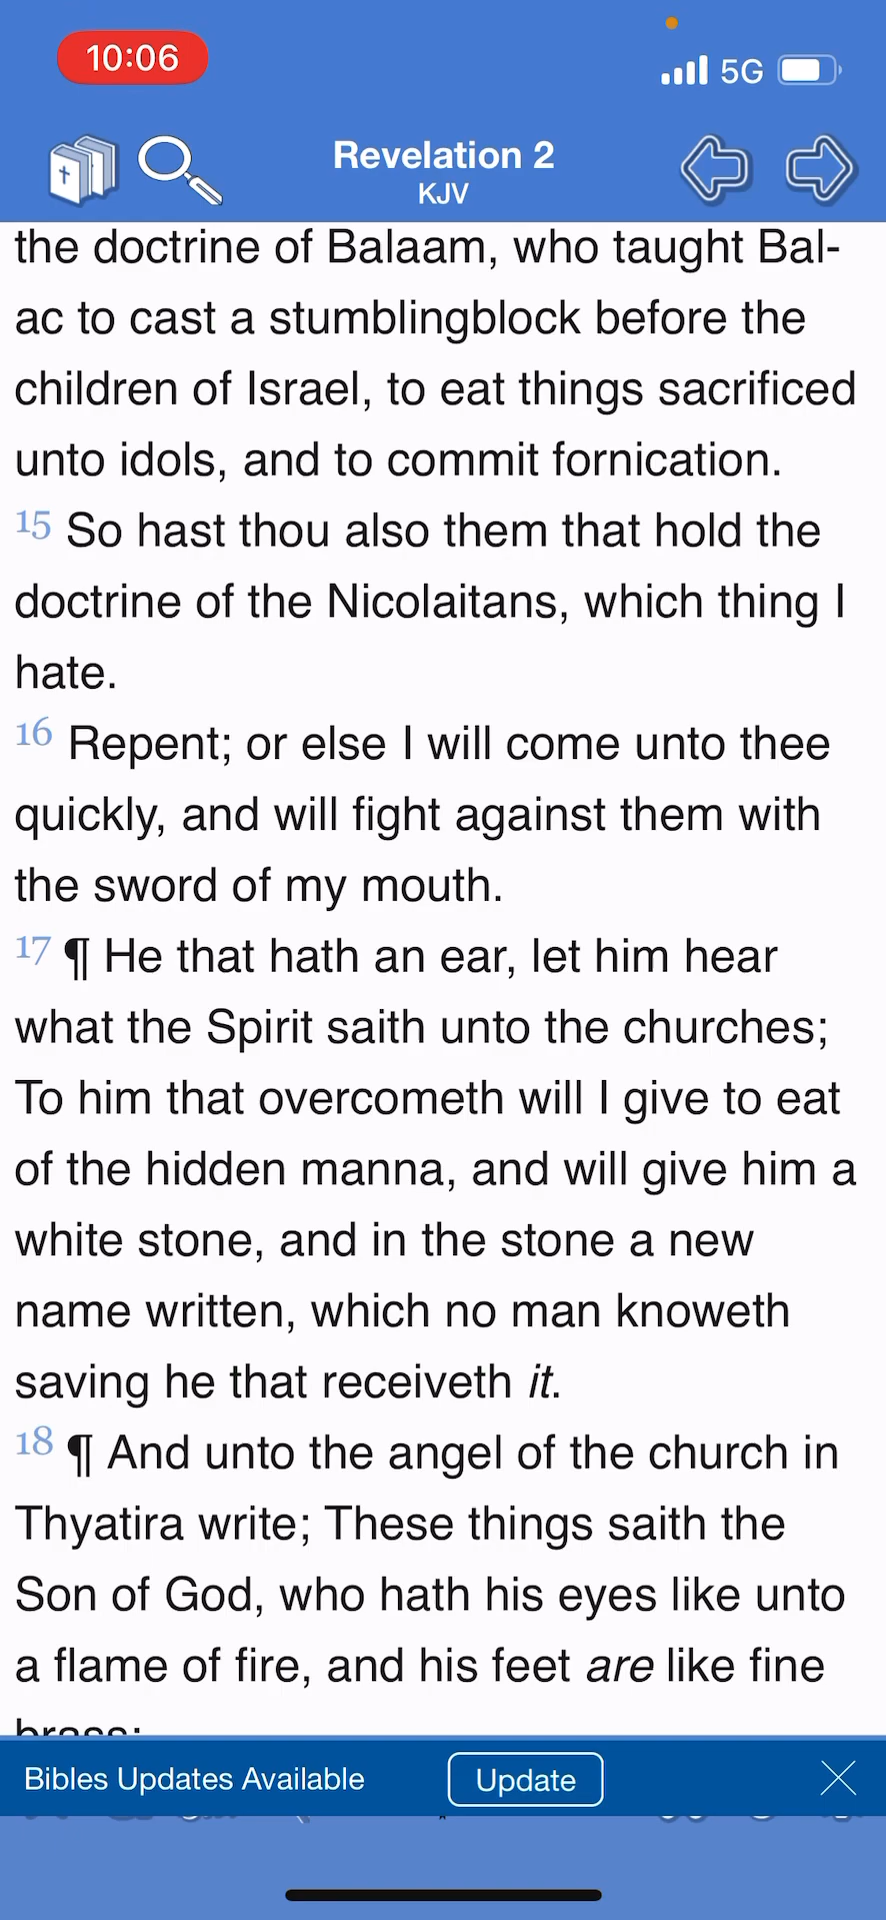 10:06
5G
Revelation 2
KJV
the doctrine of Balaam, who taught Bal-
ac to cast a stumblingblock before the
children of Israel, to eat things sacrificed
unto idols, and to commit fornication.
15 So hast thou also them that hold the
doctrine of the Nicolaitans, which thing I
hate.
16 Repent; or else I will come unto thee
quickly, and will fight against them with
the sword of my mouth.
17 ¶ He that hath an ear, let him hear
what the Spirit saith unto the churches;
To him that overcometh will I give to eat
of the hidden manna, and will give him a
white stone, and in the stone a new
name written, which no man knoweth
saving he that receiveth it.
18 ¶ And unto the angel of the church in
Thyatira write; These things saith the
Son of God, who hath his eyes like unto
a flame of fire, and his feet are like fine
brass;
Bibles Updates Available
Update